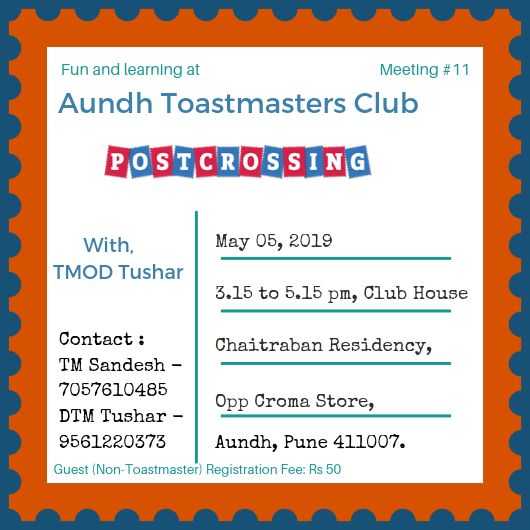 Fun and learning at
Meeting #11
Aundh Toastmasters Club
POSTCROSSING
With,
TMOD Tushar
Contact :
TM Sandesh -
7057610485
DTM Tushar -
9561220373
May 05, 2019
3.15 to 5.15 pm, Club House
Chaitraban Residency,
Opp Croma Store,
Aundh, Pune 411007.
Guest (Non-Toastmaster) Registration Fee: Rs 50